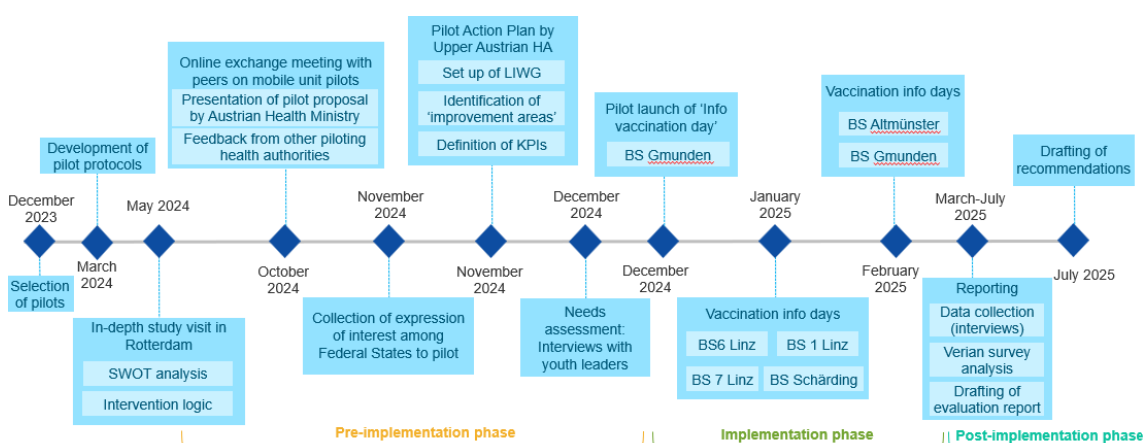 Pilot Action Plan by
Upper Austrian HA
Set up of LIWG
Identification of
‘improvement areas’
Definition of KPIs
Online exchange meeting with
peers on mobile unit pilots
Presentation of pilot proposal
by Austrian Health Ministry
Feedback from other piloting
health authorities
Pilot launch of ‘Info
vaccination day’
BS Gmunden
Vaccination info days
BS Altmünster
BS Gmunden
Development of
pilot protocols
Drafting of
recommendations
December
2023
May 2024
November
2024
December
2024
January
2025
March-July
2025
March
2024
October
2024
November
2024
December
2024
February
2025
July 2025
Selection
of pilots
In-depth study visit in
Rotterdam
SWOT analysis
Intervention logic
Collection of expression
of interest among
Federal States to pilot
Needs
assessment:
Interviews with
youth leaders
Vaccination info days
BS6 Linz
BS 1 Linz
BS 7 Linz
BS Schärding
Reporting
Data collection
(interviews)
Verian survey
analysis
Drafting of
evaluation report
Pre-implementation phase
Implementation phase
Post-implementation phase